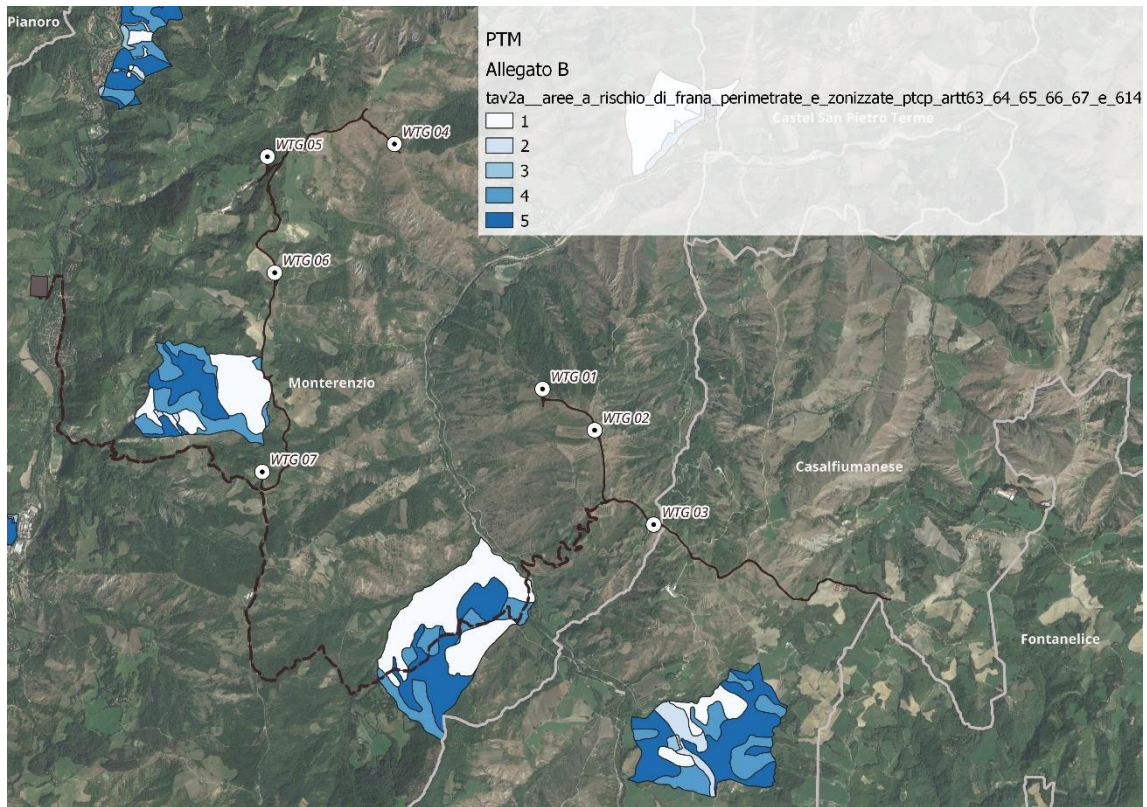 Pianoro
PTM
Allegato B
tav2a__aree_a_rischio_di_frana_perimetrate_e_zonizzate_ptcp_artt63_64_65_66_67_e_614
1
Castel San Pietro Terme
2
3
4
5
WTG 04
WTG 05
WTG 06
Monterenzio
WTG 01
WTG 02
Casalfiumanese
WTG 07
WTG 03
Fontanelice